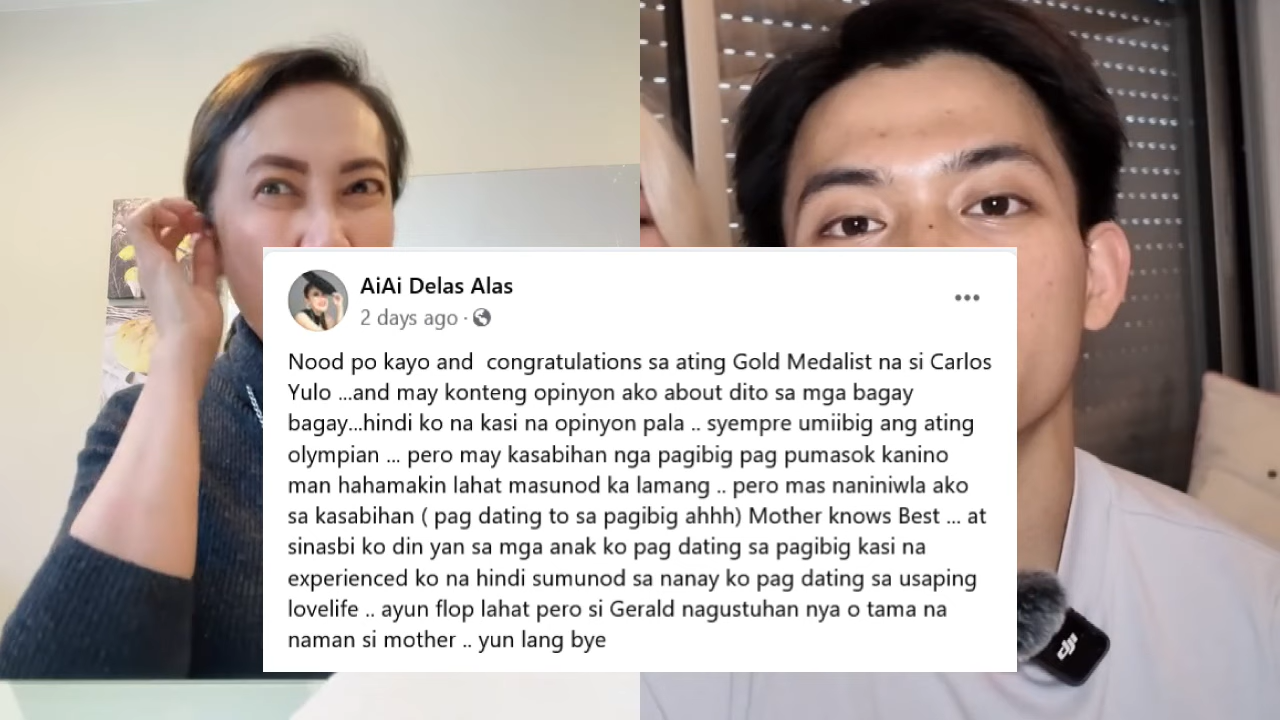 AiAi Delas Alas
2 days ago ·
Nood po kayo and congratulations sa ating Gold Medalist na si Carlos
Yulo ...and may konteng opinyon ako about dito sa mga bagay
bagay...hindi ko na kasi na opinyon pala .. syempre umiibig ang ating
olympian ... pero may kasabihan nga pagibig pag pumasok kanino
man hahamakin lahat masunod ka lamang .. pero mas naniniwla ako
sa kasabihan ( pag dating to sa pagibig ahhh) Mother knows Best ... at
sinasbi ko din yan sa mga anak ko pag dating sa pagibig kasi na
experienced ko na hindi sumunod sa nanay ko pag dating sa usaping
lovelife .. ayun flop lahat pero si Gerald nagustuhan nya o tama na
naman si mother .. yun lang bye
dji